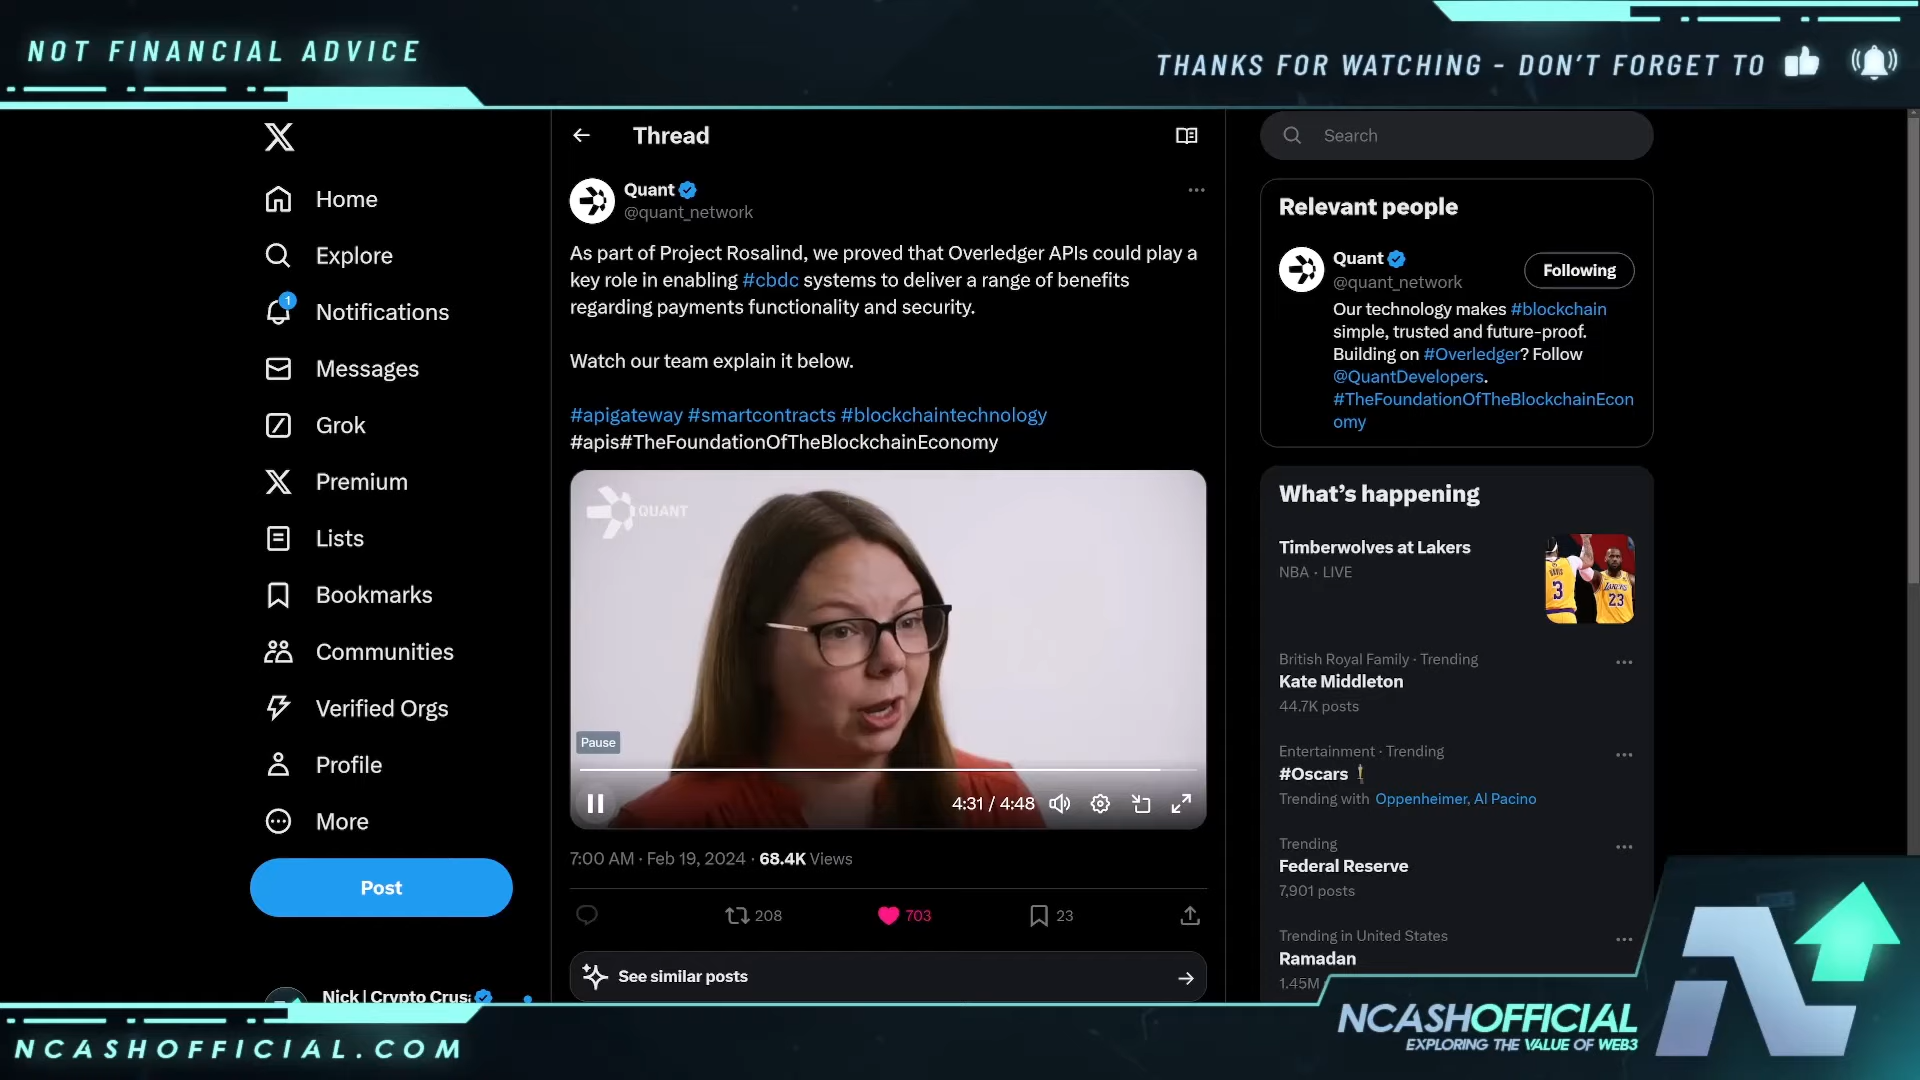 NOT FINANCIAL ADVICE
THANKS FOR WATCHING - DON'T FORGET TO
Home
Explore
1
Notifications
Messages
Grok
Premium
Lists
Bookmarks
Communities
Verified Orgs
Profile
More
Post
Nick | Crypto Crus
Thread
Quant
@quant_network
As part of Project Rosalind, we proved that Overledger APIs could play a
key role in enabling #cbdc systems to deliver a range of benefits
regarding payments functionality and security.
Watch our team explain it below.
#apigateway #smartcontracts #blockchaintechnology
#apis#TheFoundationOfTheBlockchainEconomy
QUANT
Pause
4:31 / 4:48
7:00 AM · Feb 19, 2024 · 68.4K Views
208
703
23
See similar posts
Search
Relevant people
Quant
@quant_network
Following
Our technology makes #blockchain
simple, trusted and future-proof.
Building on #Overledger? Follow
@QuantDevelopers.
#TheFoundationOfTheBlockchainEcon
omy
What's happening
Timberwolves at Lakers
NBA · LIVE
3
LAKERS
23
British Royal Family · Trending
Kate Middleton
44.7K posts
Entertainment · Trending
#Oscars
Trending with Oppenheimer, Al Pacino
Trending
Federal Reserve
7,901 posts
Trending in United States
Ramadan
1.45M
NCASHOFFICIAL.COM
NCASHOFFICIAL
EXPLORING THE VALUE OF WEB3